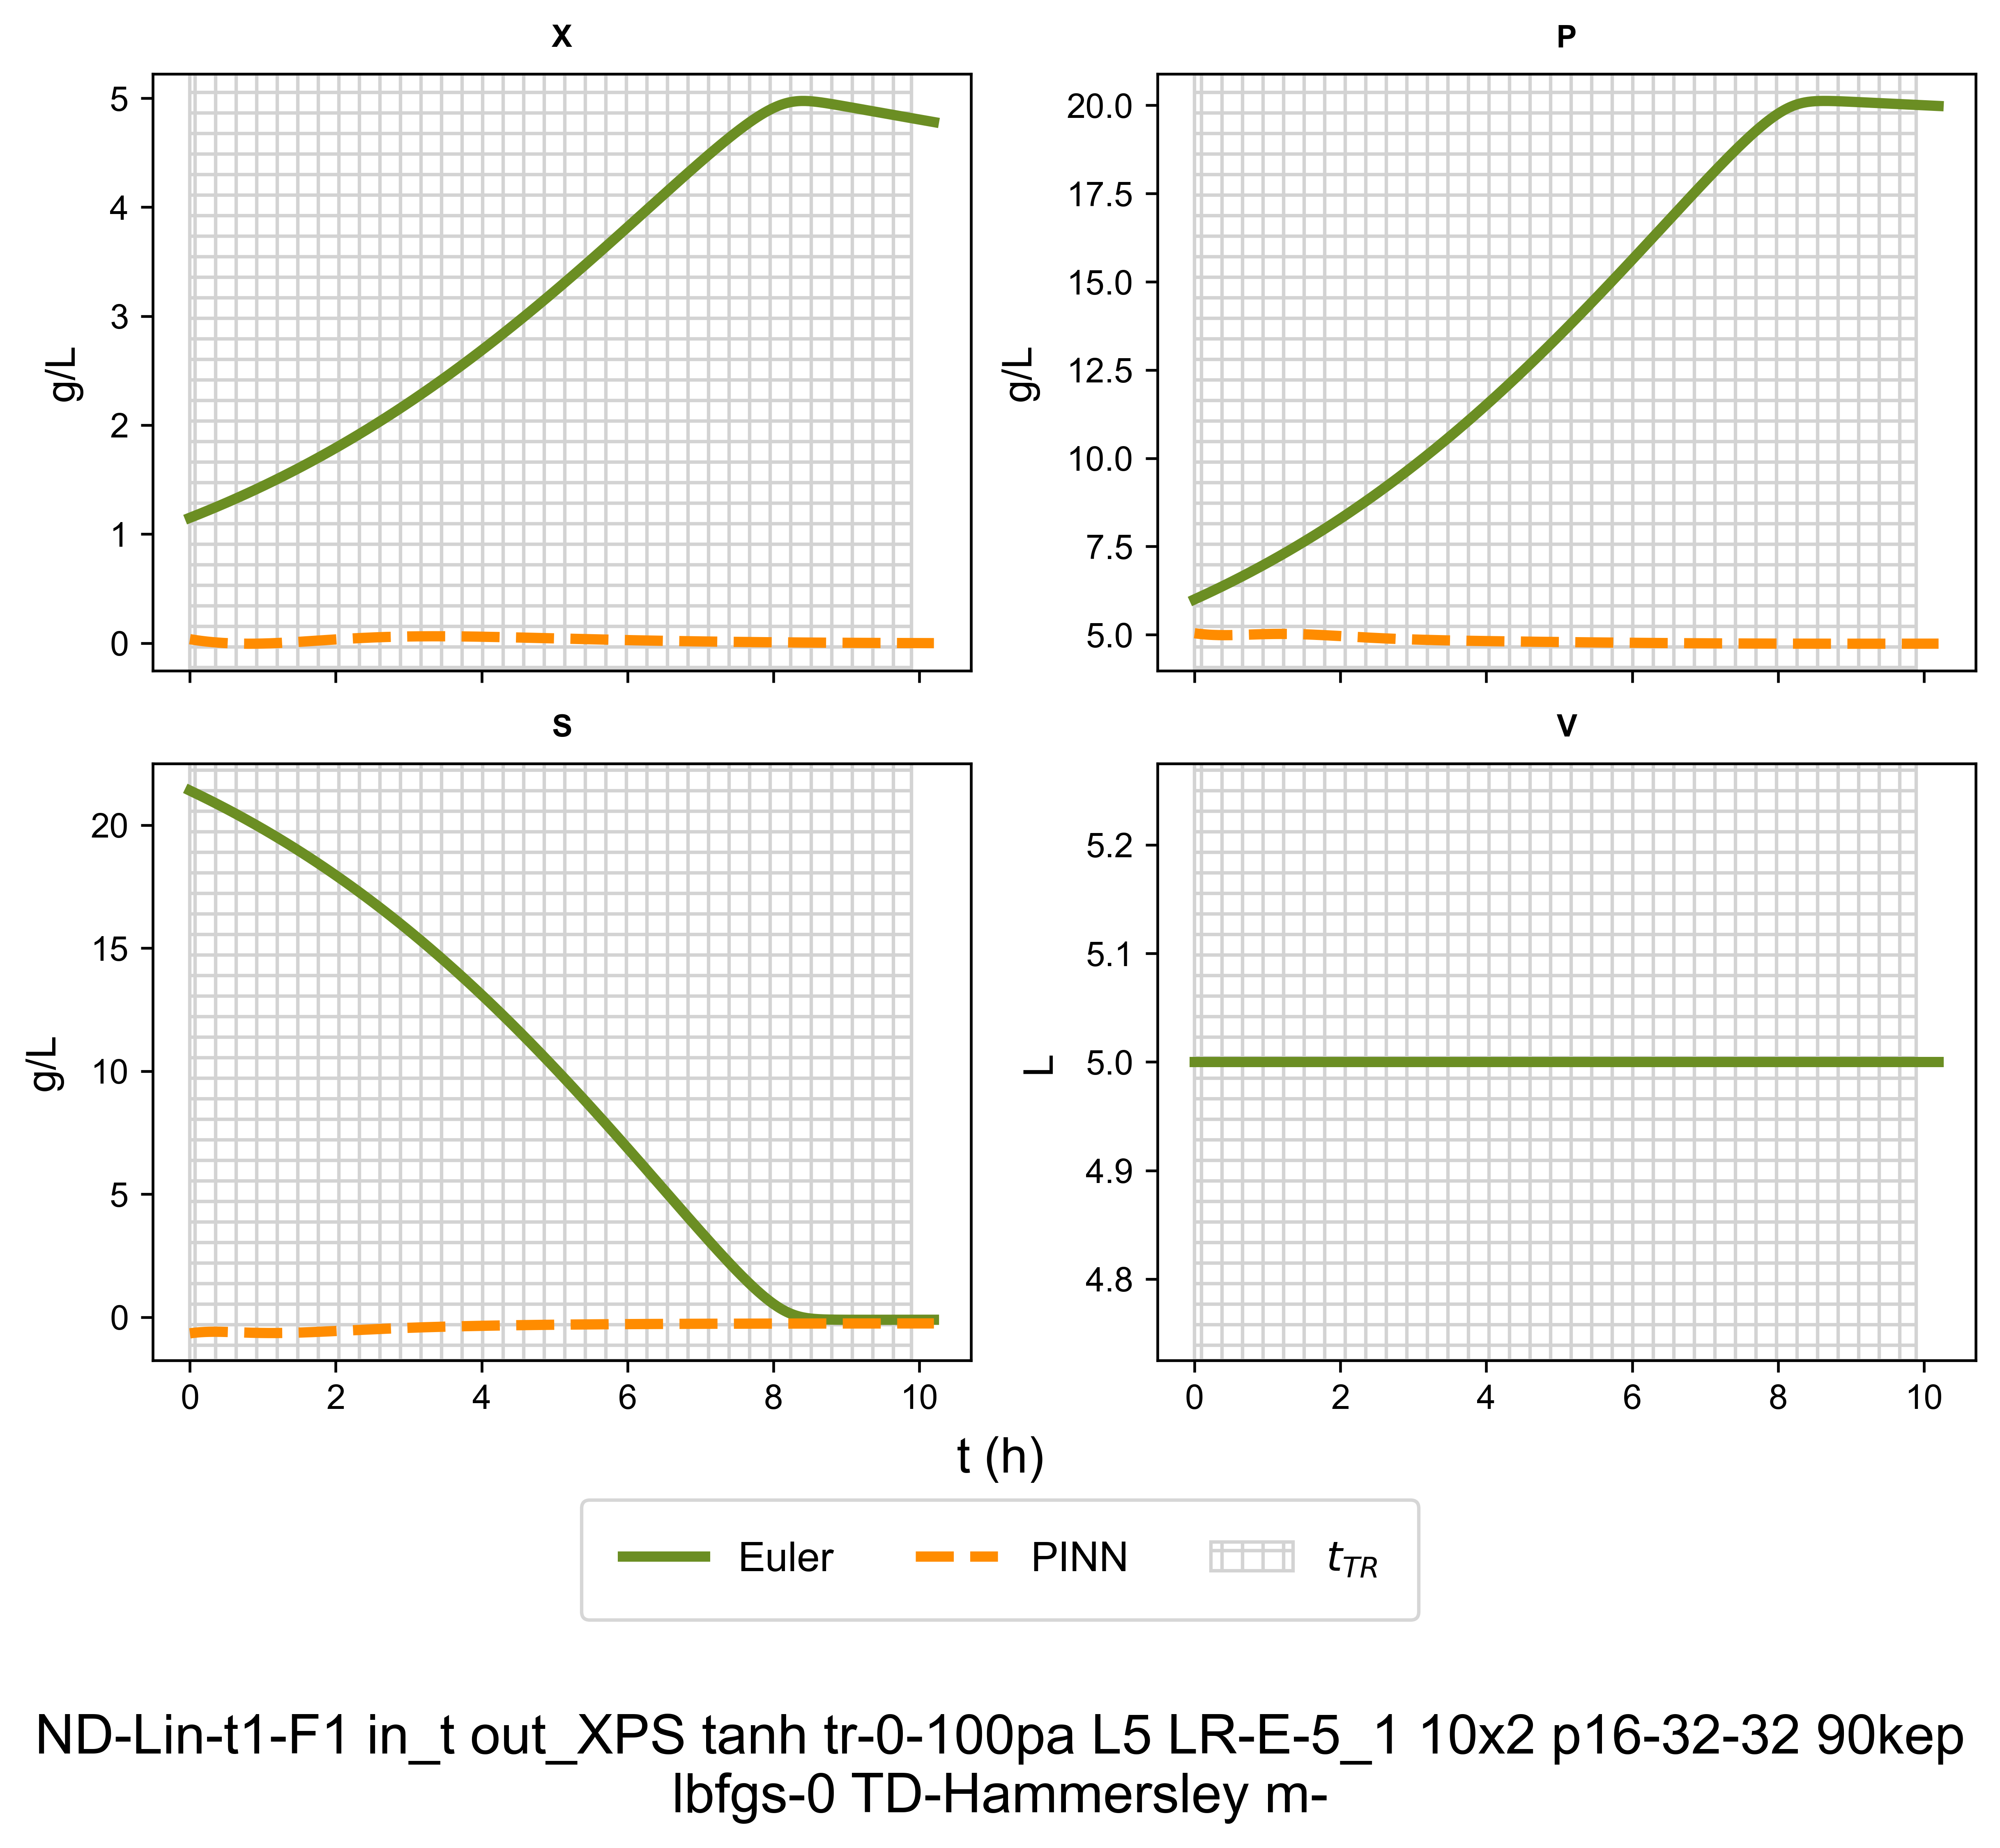 X
P
5
4
3
2
1
0
g/L
20.0
17.5
15.0
12.5
10.0
7.5
5.0
g/L
S
V
20
15
10
5
0
g/L
5.2
5.1
5.0
4.9
4.8
L
0 2 4 6 8 10
0 2 4 6 8 10
t (h)
Euler PINN t_TR
ND-Lin-t1-F1 in_t out_XPS tanh tr-0-100pa L5 LR-E-5_1 10x2 p16-32-32 90kep
lbfgs-0 TD-Hammersley m-